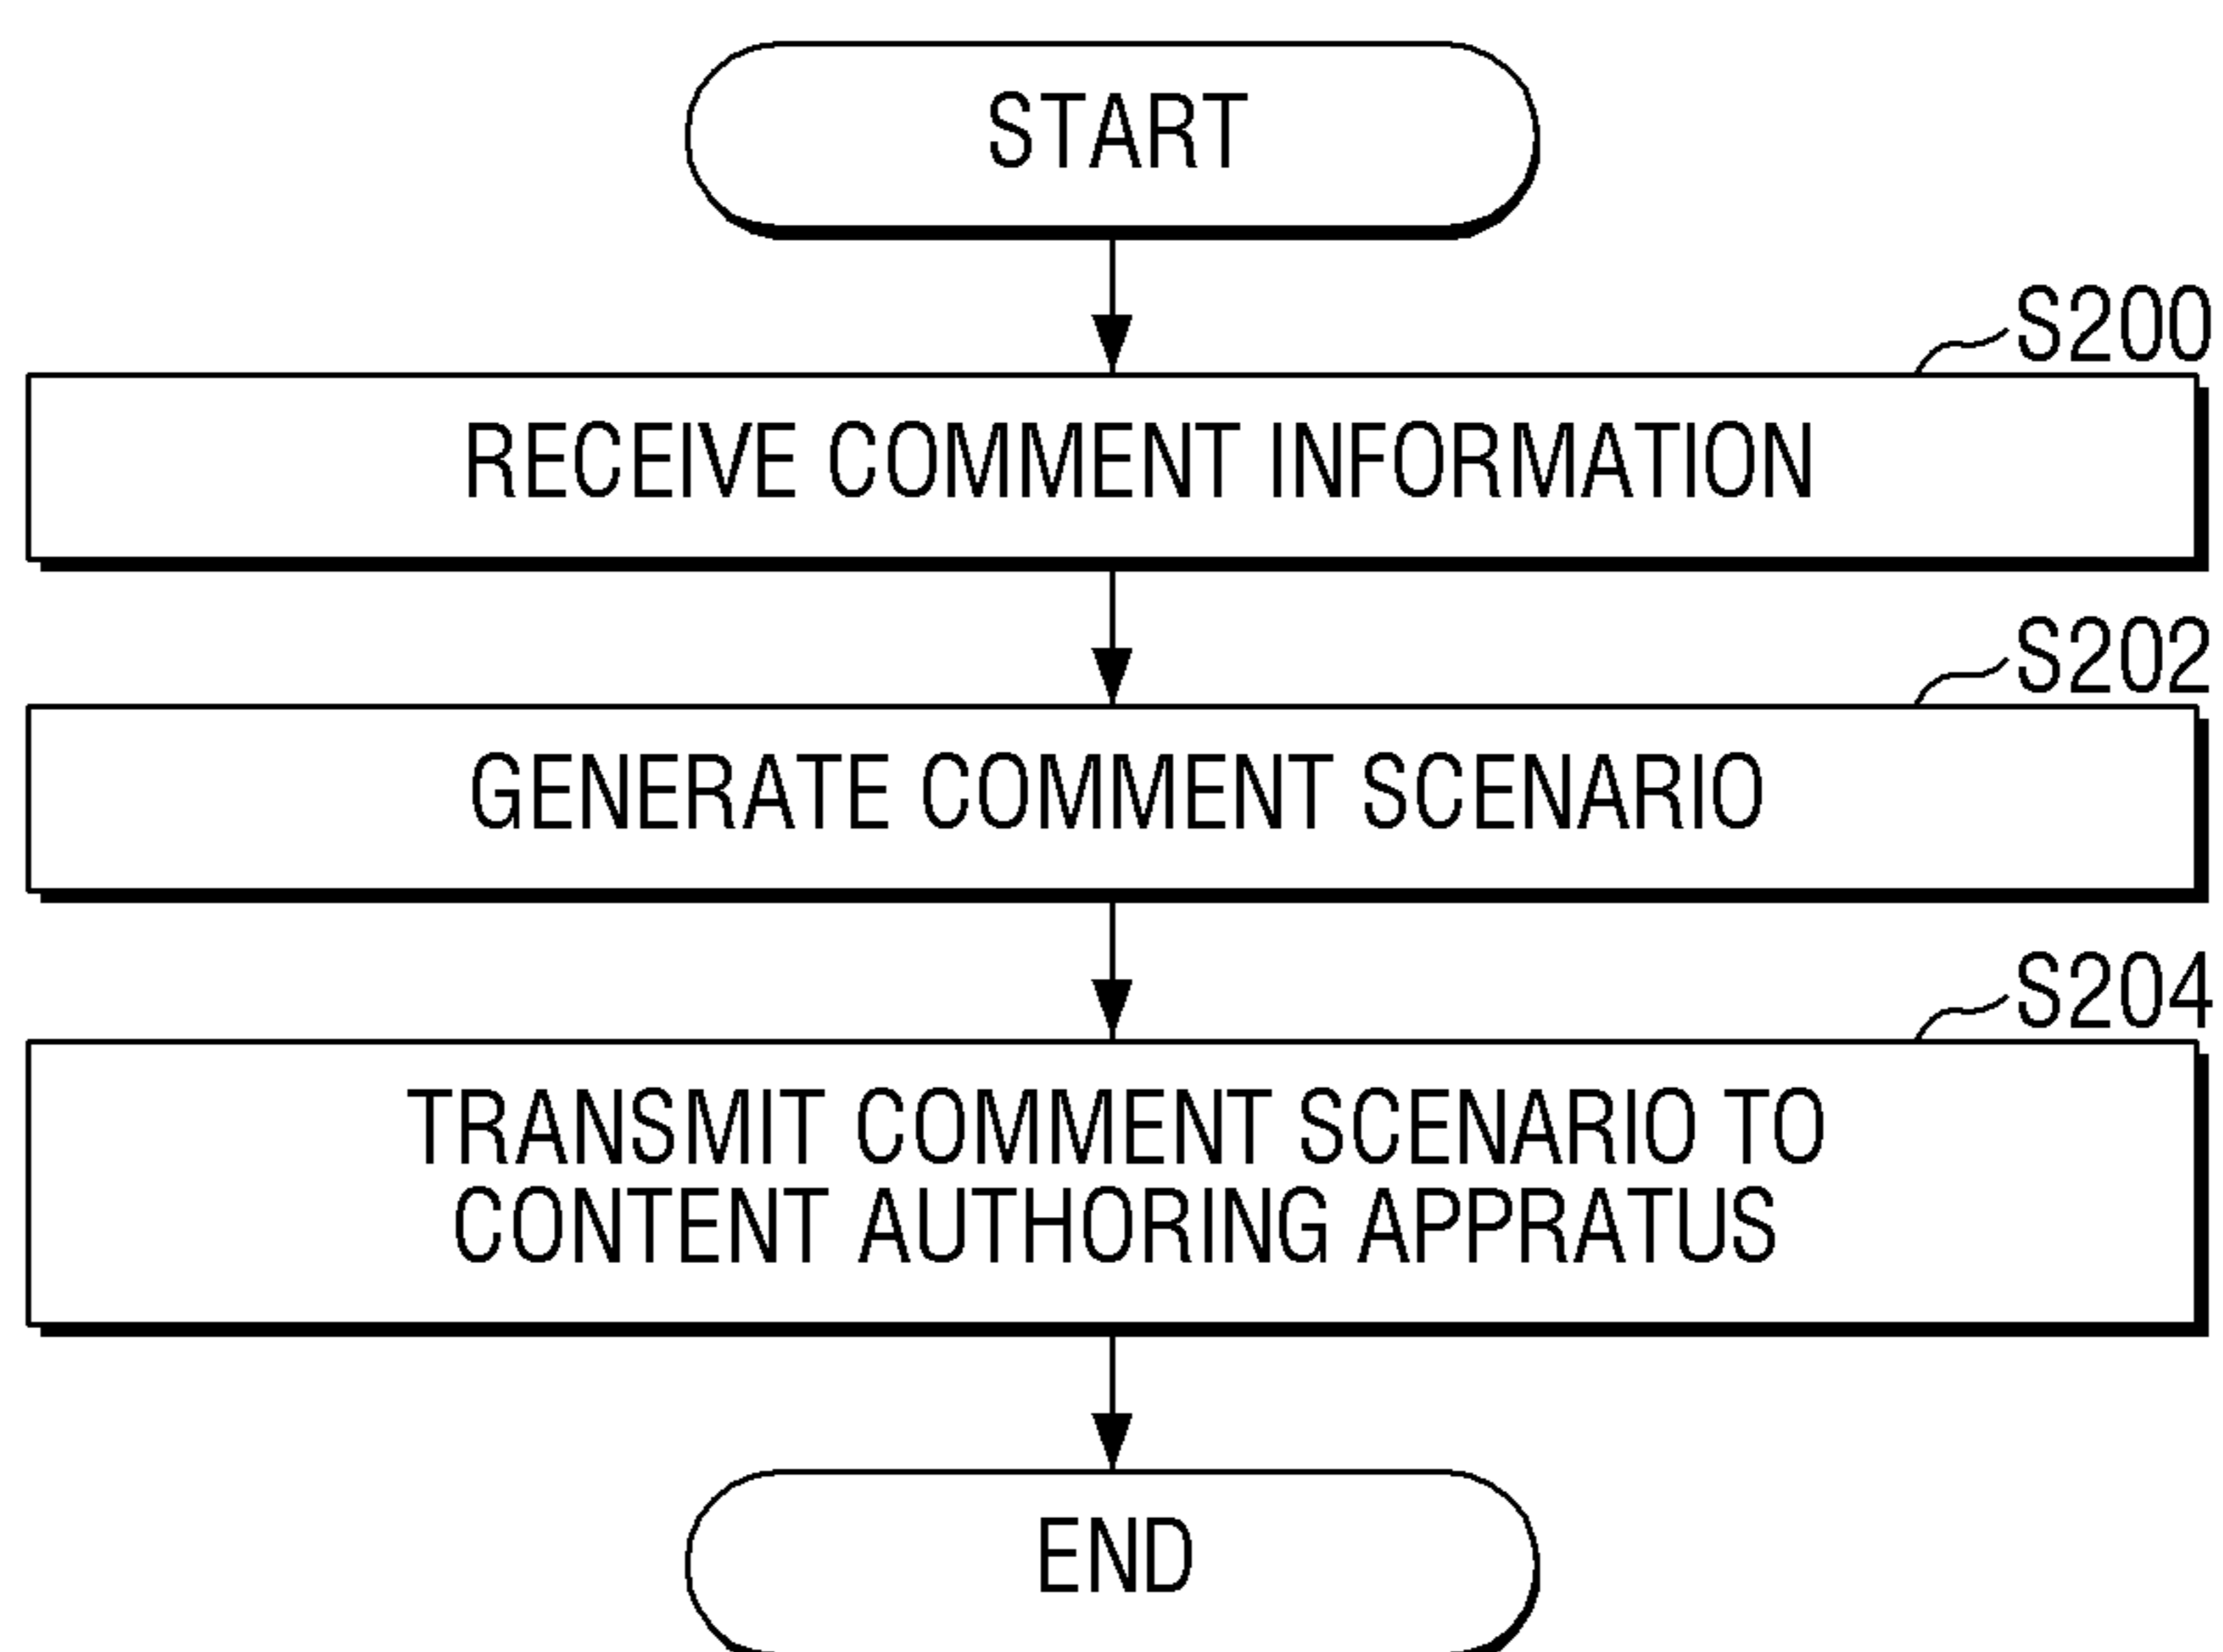 START
S200
RECEIVE COMMENT INFORMATION
S202
GENERATE COMMENT SCENARIO
S204
TRANSMIT COMMENT SCENARIO TO
CONTENT AUTHORING APPRATUS
END